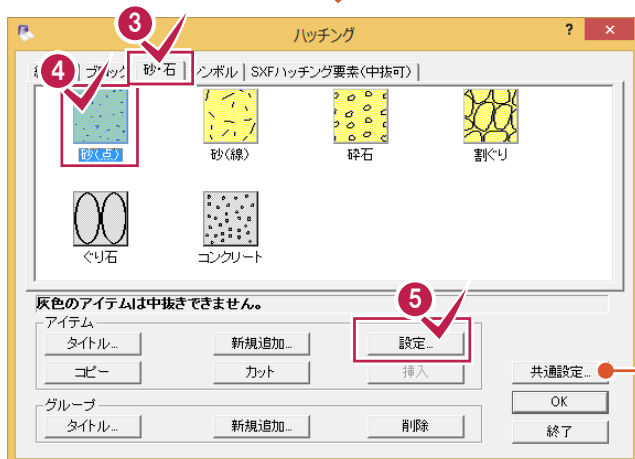 3
ハッチング ? ×
4
ブロック 砂・石 シンボル SXFハッチング要素(中抜可)
砂(点) 砂(線) 砕石 割ぐり
ぐり石 コンクリート
灰色のアイテムは中抜きできません。
5
アイテム
タイトル... 新規追加... 設定...
コピー カット 挿入 共通設定...
グループ OK
タイトル... 新規追加... 削除 終了